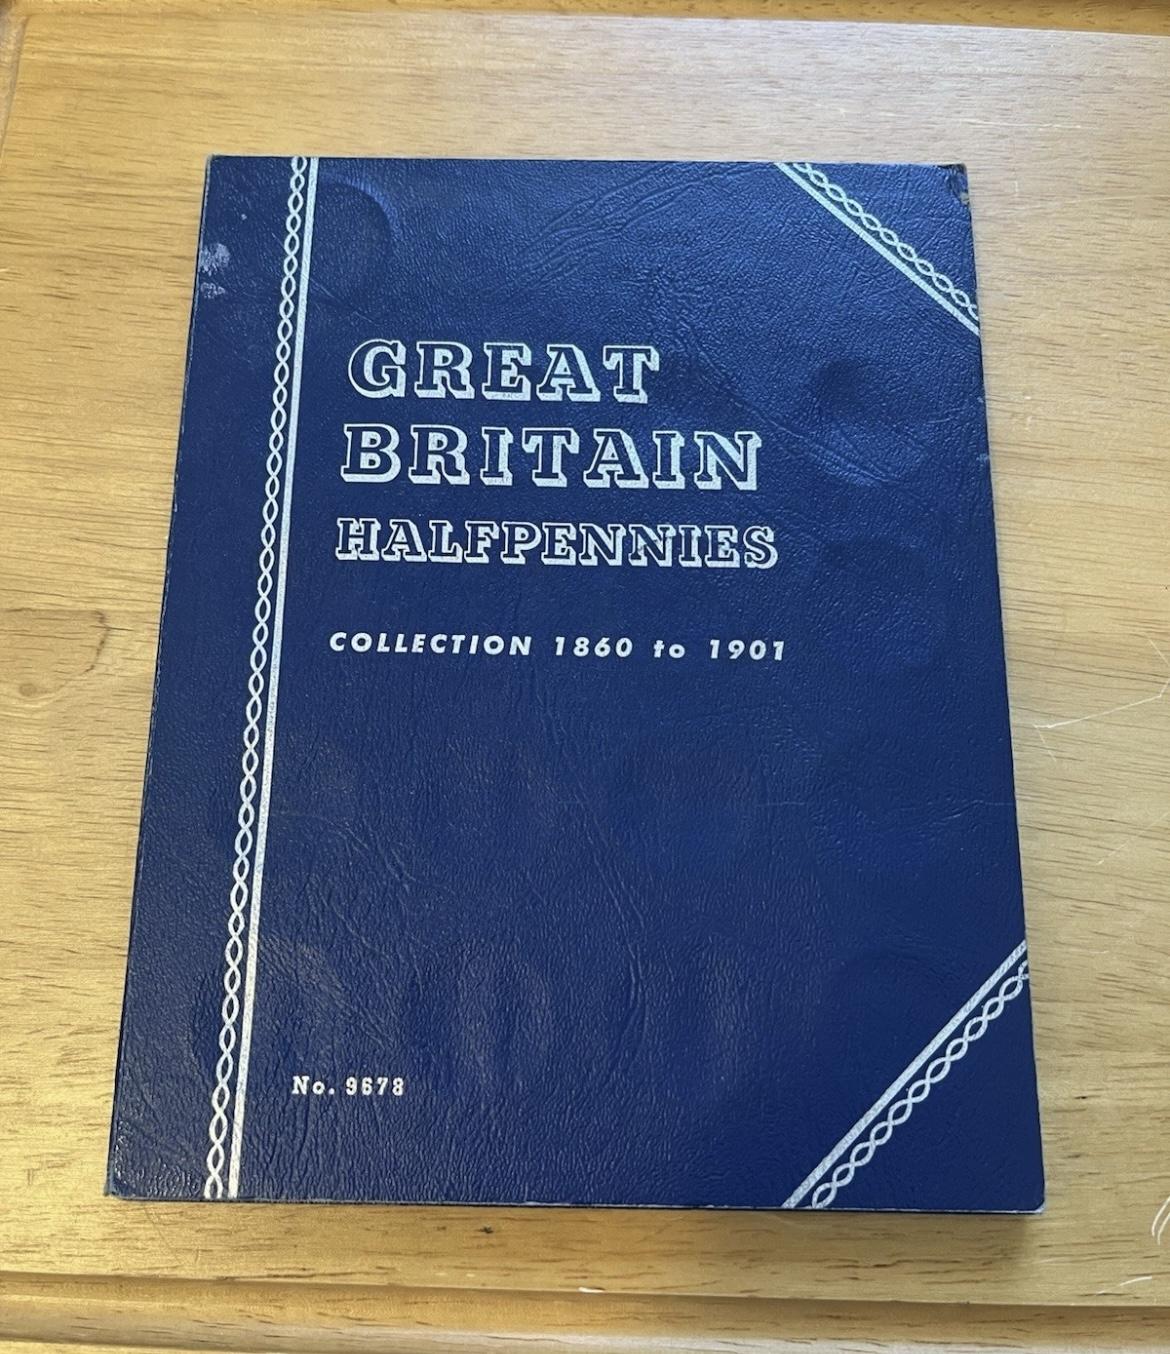 GREAT
BRITAIN
HALFPENNIES
COLLECTION 1860 to 1901
No. 9678